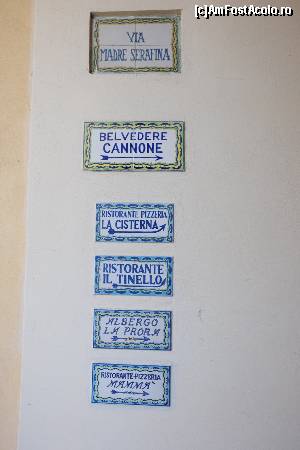 (c)AmFostAcolo.ro
VIA
MADRE SERAFINA
BELVEDERE
CANNONE
RISTORANTE PIZZERIA
LA CISTERNA
RISTORANTE
IL TINELLO
ALBERGO
LA PRORA
RISTORANTE-PIZZERIA